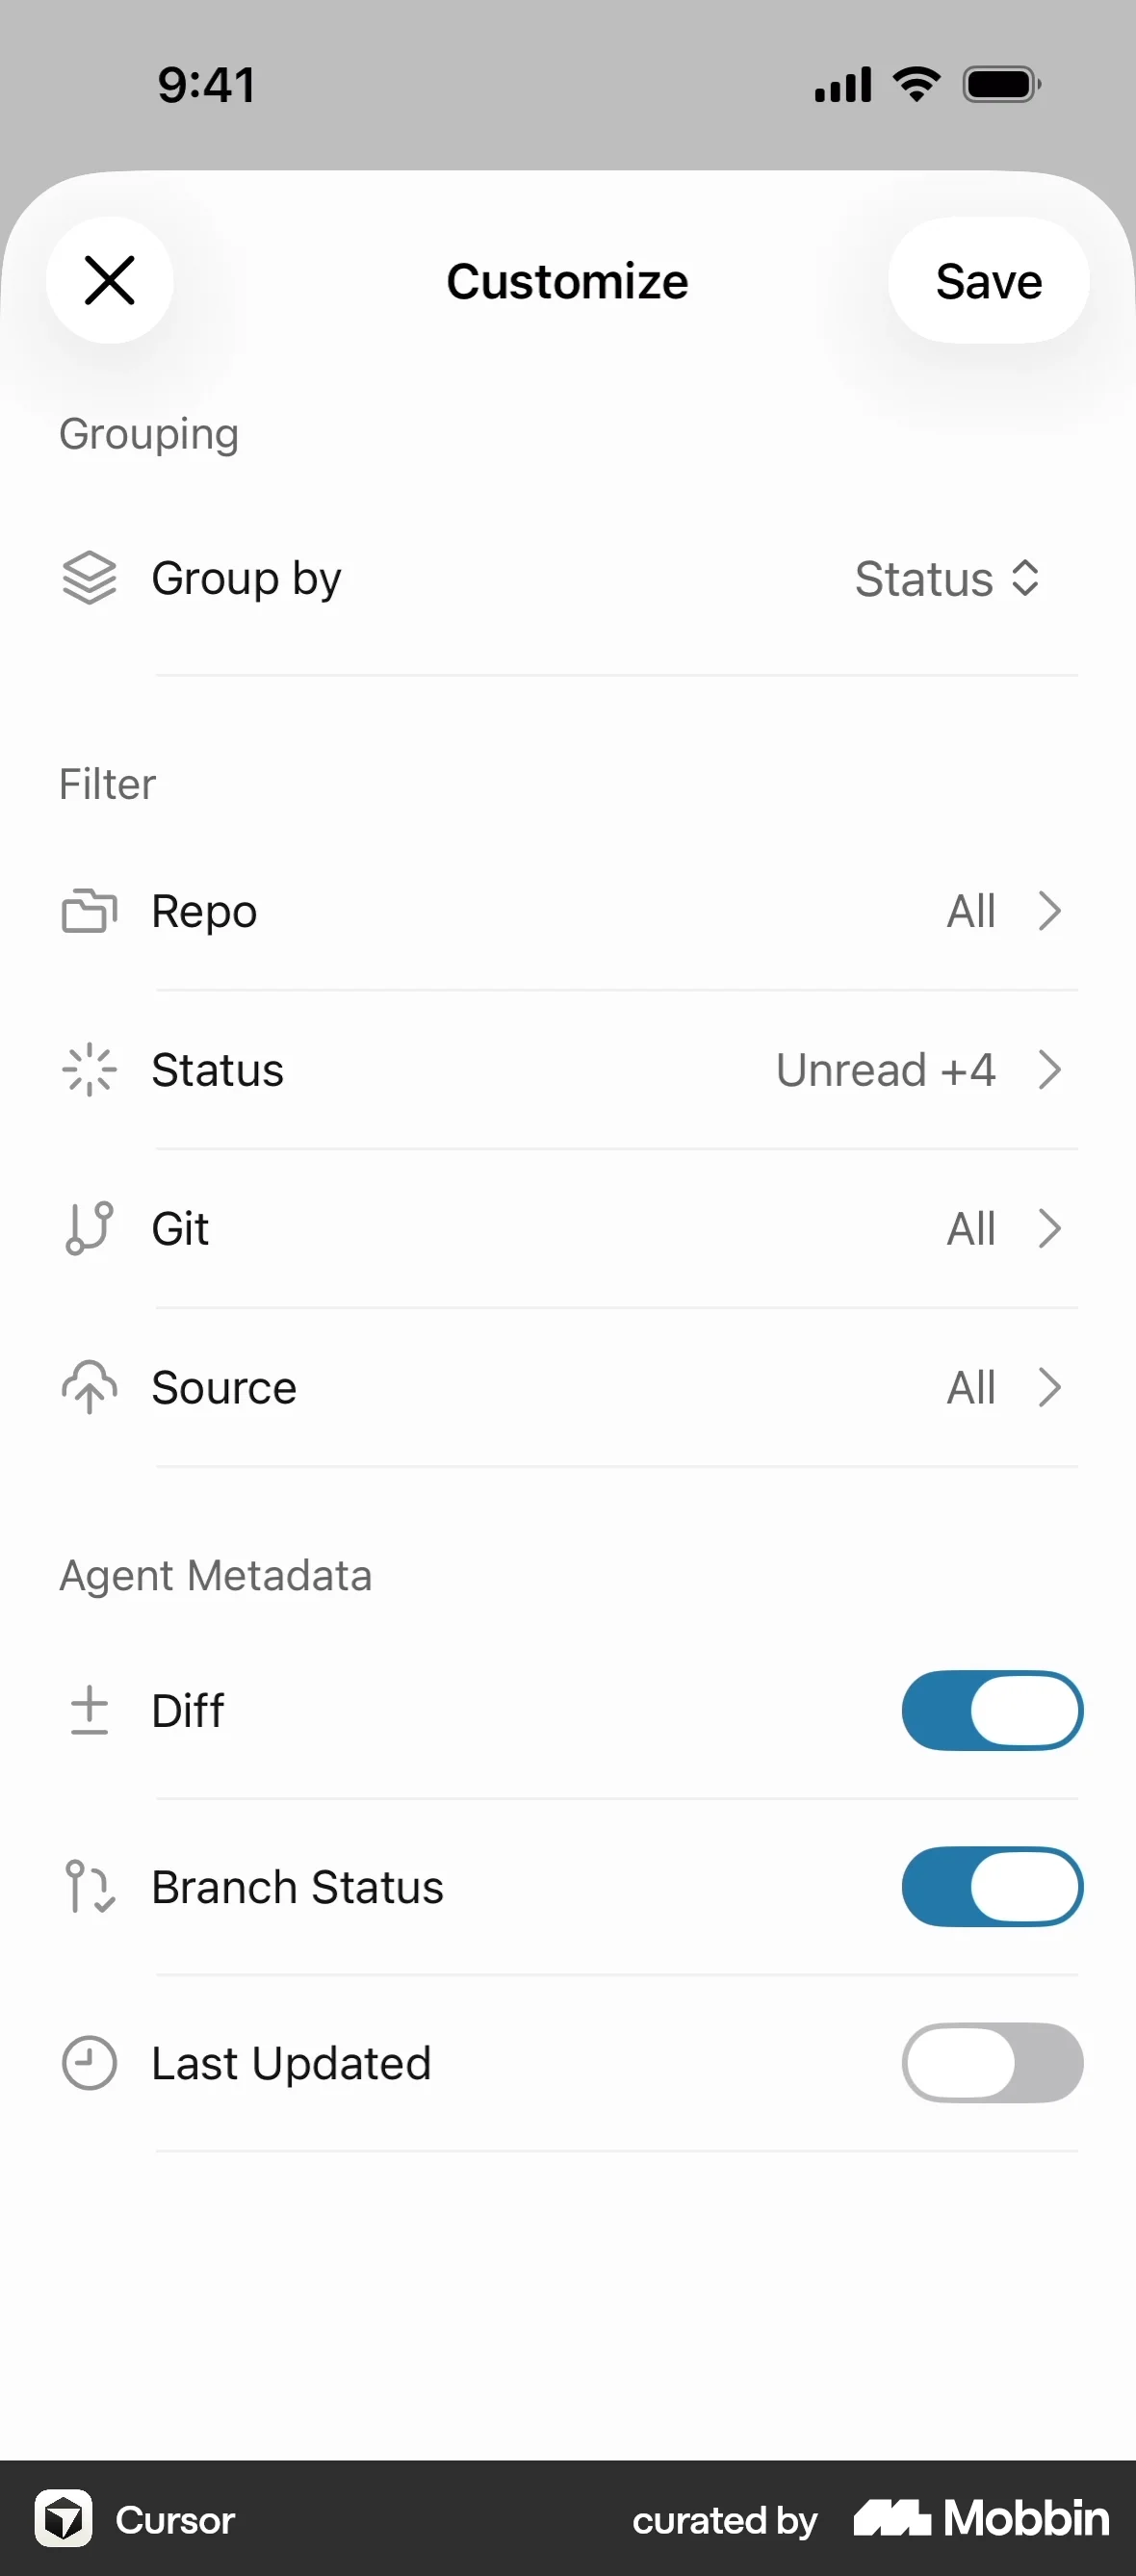 9:41
Customize
Save
Grouping
Group by
Status
Filter
Repo
All
Status
Unread +4
Git
All
Source
All
Agent Metadata
Diff
Branch Status
Last Updated
Cursor
curated by Mobbin